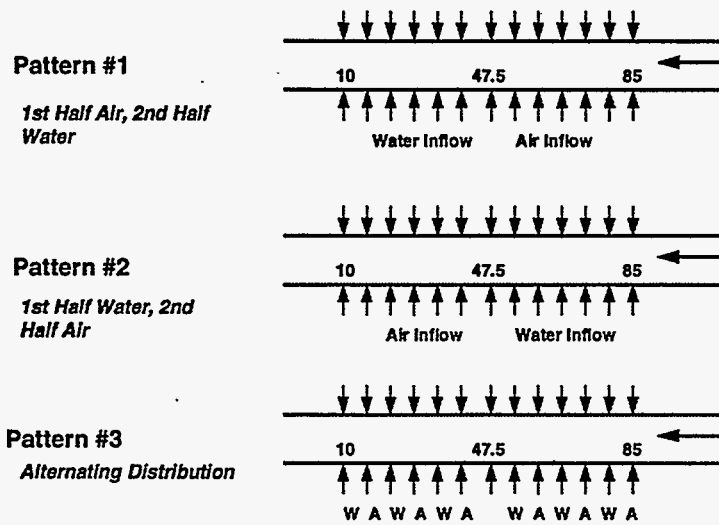 Pattern #1
10 47.5 85
1st Half Air, 2nd Half
Water
Water Inflow Air Inflow
Pattern #2
10 47.5 85
1st Half Water, 2nd
Half Air
Air Inflow Water Inflow
Pattern #3
10 47.5 85
Alternating Distribution
W A W A W A W A W A W A